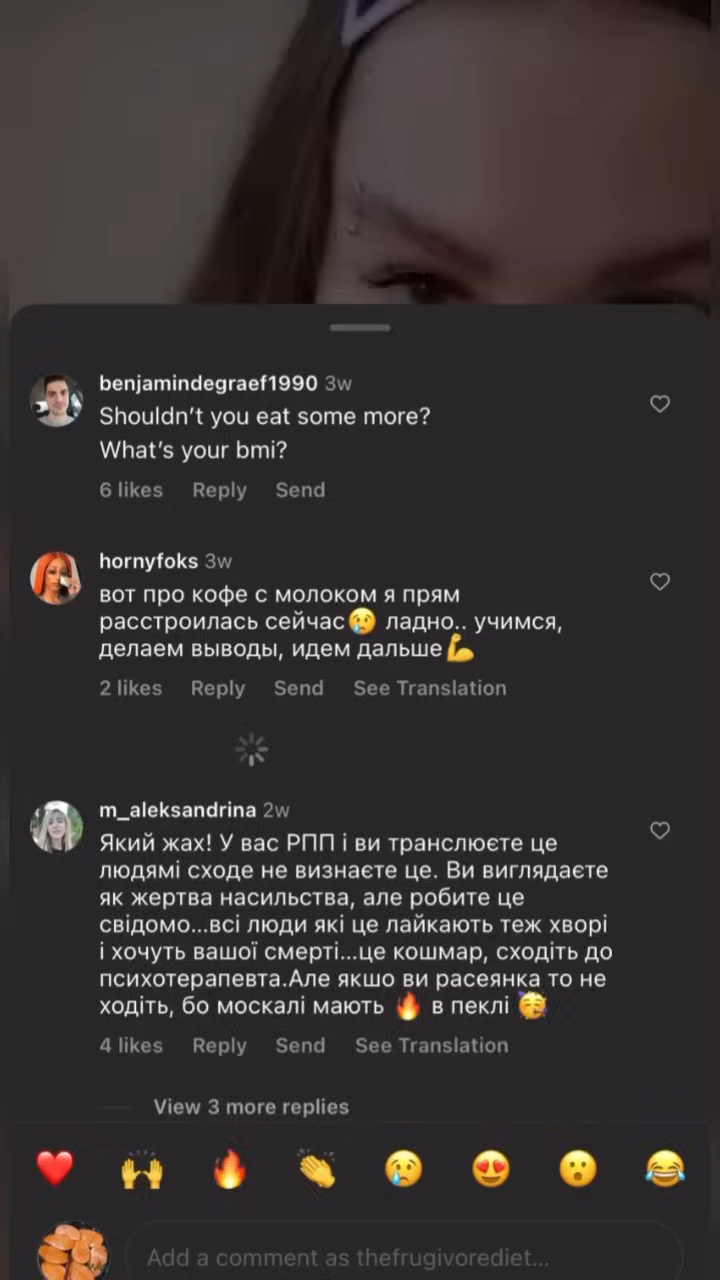 benjamindegraef1990 3w
Shouldn't you eat some more?
What's your bmi?
6 likes Reply Send
hornyfoks 3w
вот про кофе с молоком я прям
расстроилась сейчас😢 ладно.. учимся,
делаем выводы, идем дальше💪
2 likes Reply Send See Translation
m_aleksandrina 2w
Який жах! У вас РПП і ви транслюєте це
людямі сходе не визнаєте це. Ви виглядаєте
як жертва насильства, але робите це
свідомо...всі люди які це лайкають теж хворі
і хочуть вашої смерті...це кошмар, сходіть до
психотерапевта.Але якшо ви расеянка то не
ходіть, бо москалі мають 🔥 в пеклі 🥳
4 likes Reply Send See Translation
View 3 more replies
❤️ 🙌 🔥 👏 😢 😍 😮 😂
Add a comment as thefrugivorediet...